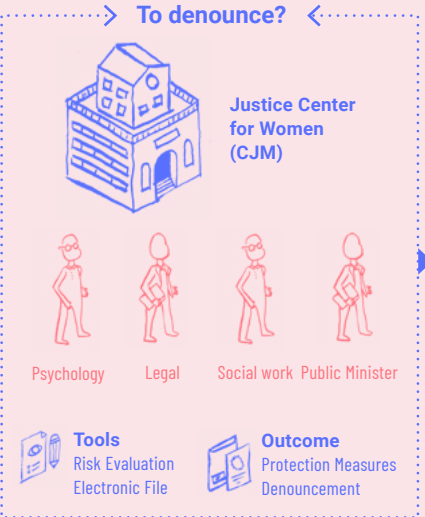 To denounce?
Justice Center
for Women
(CJM)
Psychology Legal Social work Public Minister
Tools
Risk Evaluation
Electronic File
Outcome
Protection Measures
Denouncement